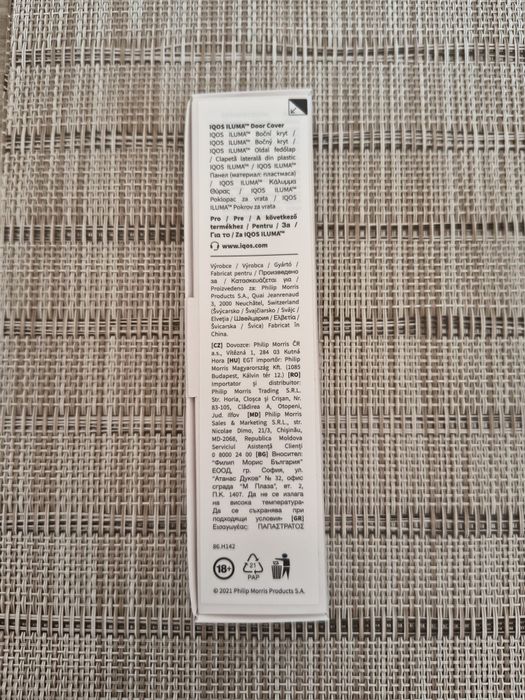 IQOS ILUMA™ Door Cover
IQOS ILUMA™ Boční kryt /
IQOS ILUMA™ Bočný kryt /
IQOS ILUMA™ Oldal fedőlap
/ Clapetă laterală din plastic
IQOS ILUMA™ / IQOS ILUMA™
Панел (материал: пластмаса)
/ IQOS ILUMA™ Κάλυμμα
Θύρας / IQOS ILUMA™
Poklopac za vrata / IQOS
ILUMA™ Pokrov za vrata
Pro / Pre / A következő
termékhez / Pentru / За /
Για το / Za IQOS ILUMA™
www.iqos.com
Výrobce / Výrobca / Gyártó /
Fabricat pentru / Произведено
за / Κατασκευάζεται για /
Proizvedeno za: Philip Morris
Products S.A., Quai Jeanrenaud
3, 2000 Neuchâtel, Switzerland
(Švýcarsko / Švajčiarsko / Svájc /
Elveția / Швейцария / Ελβετία /
Švicarska / Švica) Fabricat în
China.
[CZ] Dovozce: Philip Morris ČR
a.s., Vítězná 1, 284 03 Kutná
Hora [HU] EGT importőr: Philip
Morris Magyarország Kft. (1085
Budapest, Kálvin tér 12.) [RO]
Importator și distribuitor:
Philip Morris Trading S.R.L.
Str. Horia, Cloșca și Crișan, Nr.
83-105, Clădirea A, Otopeni,
Jud. Ilfov [MD] Philip Morris
Sales & Marketing S.R.L., str.
Nicolae Dimo, 21/3, Chișinău,
MD-2068, Republica Moldova
Serviciul Asistență Clienți
0 8000 24 00 [BG] Вносител:
"Филип Морис България"
ЕООД, гр. София, ул.
"Атанас Дуков" № 32, офис
сграда "М Плаза", ет. 2,
П.К. 1407. Да не се излага
на висока температура.
Да се съхранява при
подходящи условия. [GR]
Εισαγωγέας: ΠΑΠΑΣΤΡΑΤΟΣ
86.H142
18+
21
PAP
© 2021 Philip Morris Products S.A.